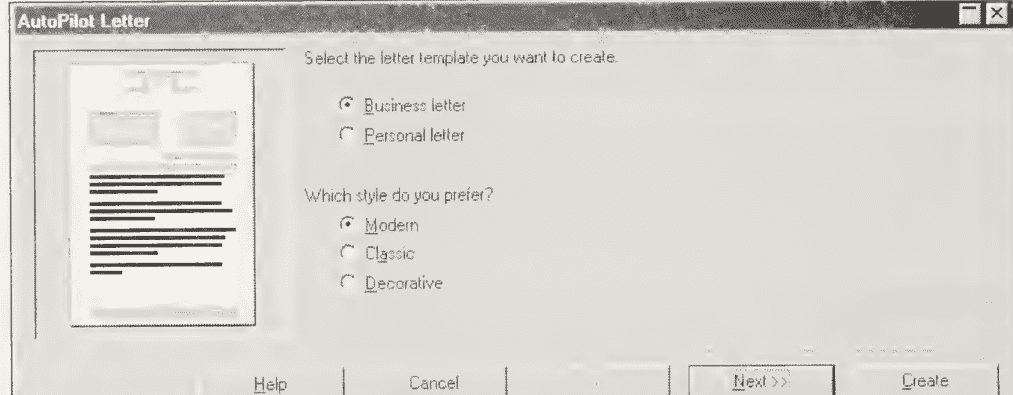 AutoPilot Letter
Select the letter template you want to create.
Business letter
Personal letter
Which style do you prefer?
Modern
Classic
Decorative
Help
Cancel
Next >>
Create